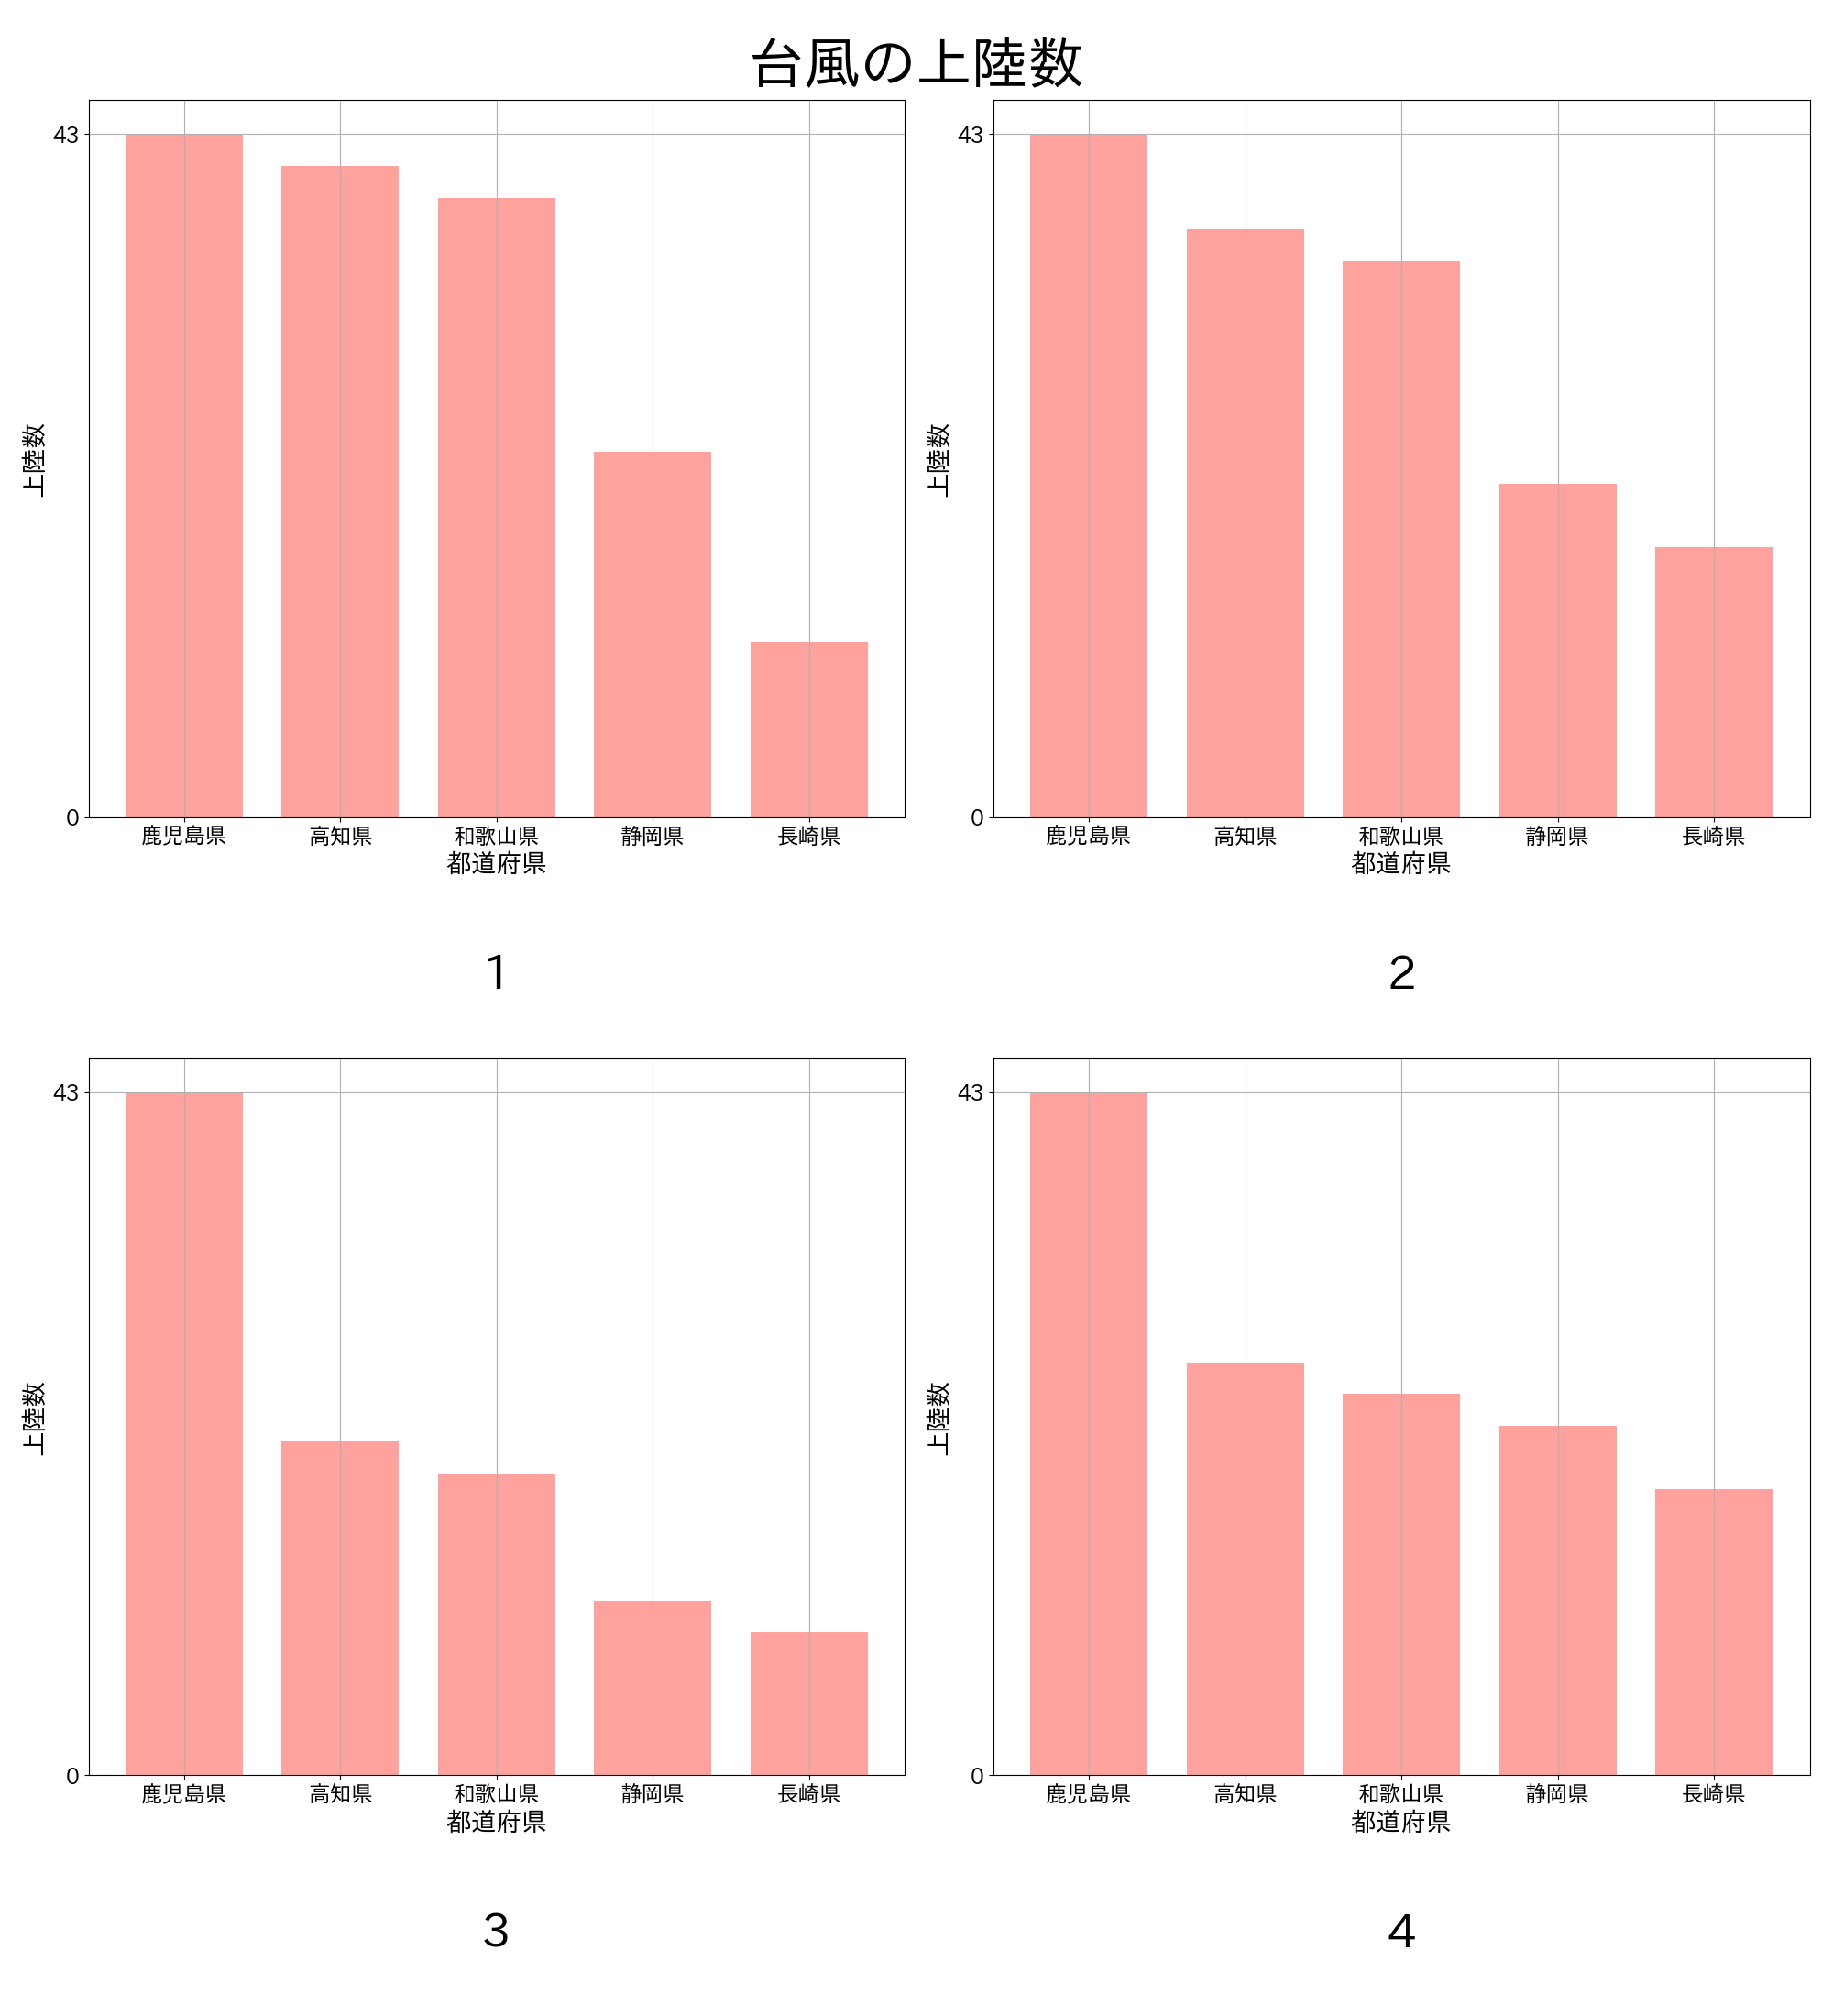 台風の上陸数
43
上陸数
0
鹿児島県 高知県 和歌山県 静岡県 長崎県
都道府県
1
43
上陸数
0
鹿児島県 高知県 和歌山県 静岡県 長崎県
都道府県
2
43
上陸数
0
鹿児島県 高知県 和歌山県 静岡県 長崎県
都道府県
3
43
上陸数
0
鹿児島県 高知県 和歌山県 静岡県 長崎県
都道府県
4